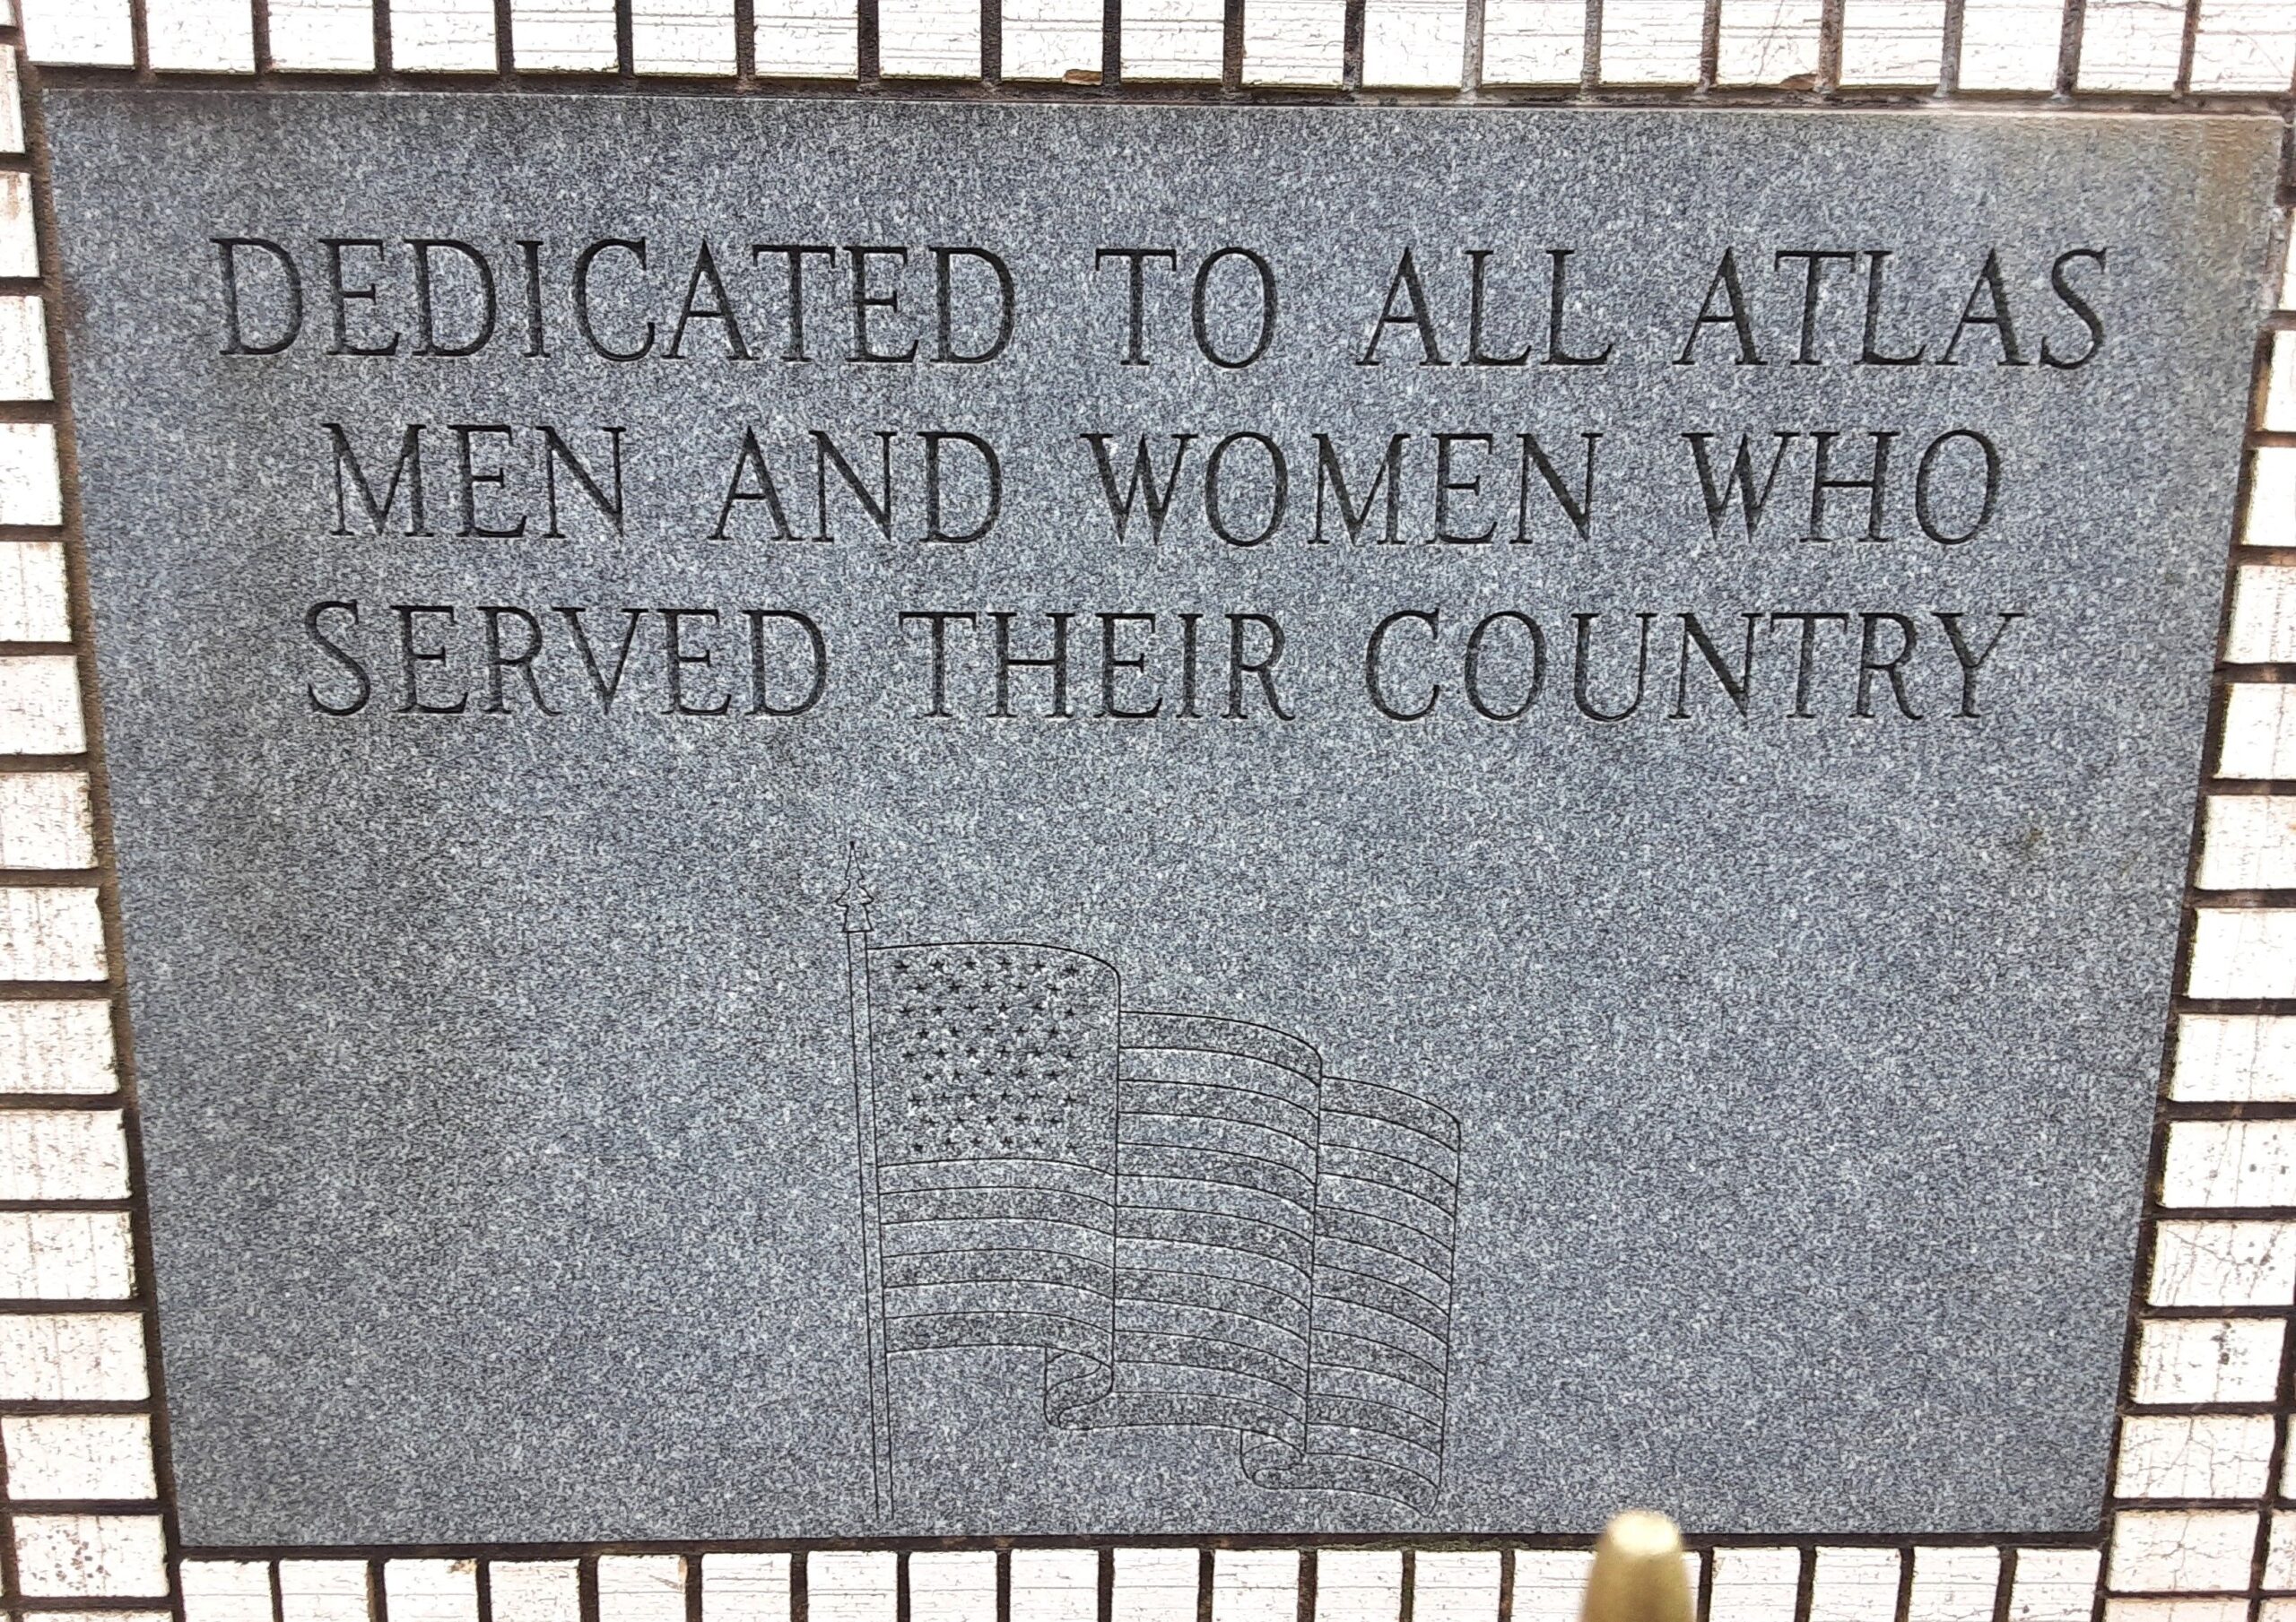 DEDICATED TO ALL ATLAS
MEN AND WOMEN WHO
SERVED THEIR COUNTRY